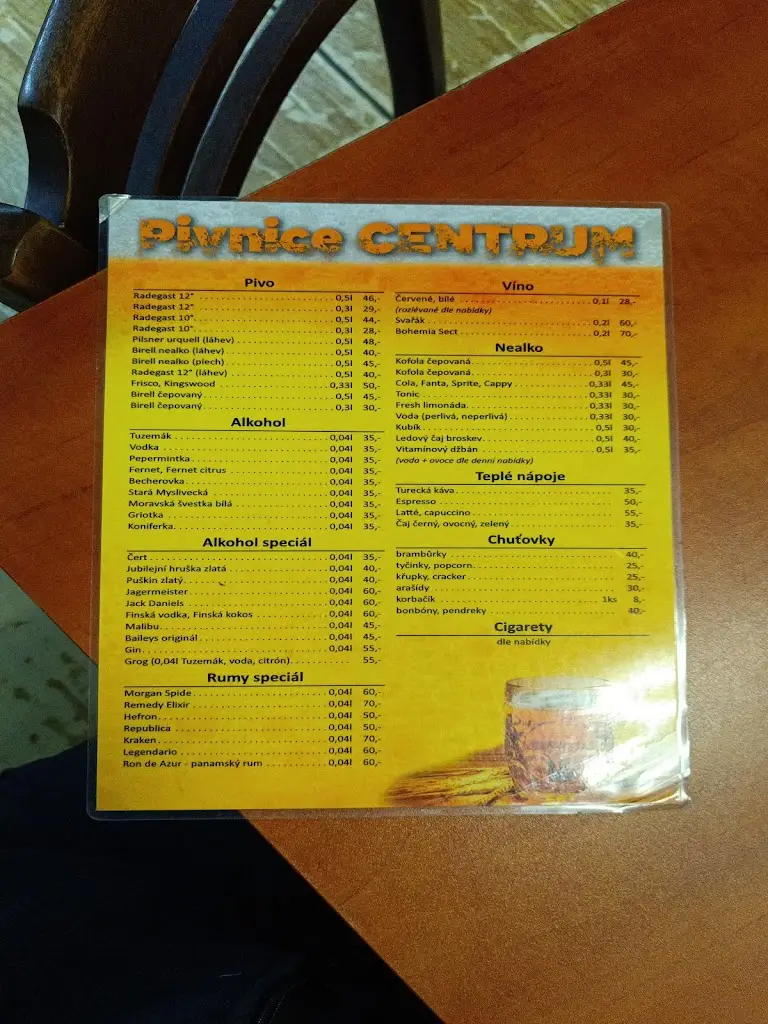 Pivnice CENTRUM
Pivo
Radegast 12° 0,5l 46,-
Radegast 12° 0,3l 29,-
Radegast 10° 0,5l 44,-
Radegast 10° 0,3l 28,-
Pilsner urquell (láhev) 0,5l 48,-
Birell nealko (láhev) 0,5l 40,-
Birell nealko (plech) 0,5l 45,-
Radegast 12° (láhev) 0,5l 40,-
Frisco, Kingswood 0,33l 50,-
Birell čepovaný 0,5l 45,-
Birell čepovaný 0,3l 30,-
Alkohol
Tuzemák 0,04l 35,-
Vodka 0,04l 35,-
Pepermintka 0,04l 35,-
Fernet, Fernet citrus 0,04l 35,-
Becherovka 0,04l 35,-
Stará Myslivecká 0,04l 35,-
Moravská švestka bílá 0,04l 35,-
Griotka 0,04l 35,-
Koniferka 0,04l 35,-
Alkohol speciál
Čert 0,04l 35,-
Jubilejní hruška zlatá 0,04l 40,-
Puškin zlatý 0,04l 40,-
Jagermeister 0,04l 60,-
Jack Daniels 0,04l 60,-
Finská vodka, Finská kokos 0,04l 60,-
Malibu 0,04l 45,-
Baileys originál 0,04l 45,-
Gin 0,04l 55,-
Grog (0,04l Tuzemák, voda, citrón) 55,-
Rumy speciál
Morgan Spide 0,04l 60,-
Remedy Elixir 0,04l 70,-
Hefron 0,04l 50,-
Republica 0,04l 50,-
Kraken 0,04l 70,-
Legendario 0,04l 60,-
Ron de Azur - panamský rum 0,04l 60,-
Víno
Červené, bílé 0,1l 28,-
(rozlévané dle nabídky)
Svařák 0,2l 60,-
Bohemia Sect 0,2l 70,-
Nealko
Kofola čepovaná 0,5l 45,-
Kofola čepovaná 0,3l 30,-
Cola, Fanta, Sprite, Cappy 0,33l 45,-
Tonic 0,33l 30,-
Fresh limonáda 0,33l 30,-
Voda (perlivá, neperlivá) 0,33l 30,-
Kubík 0,5l 30,-
Ledový čaj broskev 0,5l 40,-
Vitamínový džbán 0,5l 35,-
(voda + ovoce dle denní nabídky)
Teplé nápoje
Turecká káva 35,-
Espresso 50,-
Latté, capuccino 55,-
Čaj černý, ovocný, zelený 35,-
Chuťovky
brambůrky 40,-
tyčinky, popcorn 25,-
křupky, cracker 25,-
arašídy 30,-
korbačík 1ks 8,-
bonbóny, pendreky 40,-
Cigarety
dle nabídky